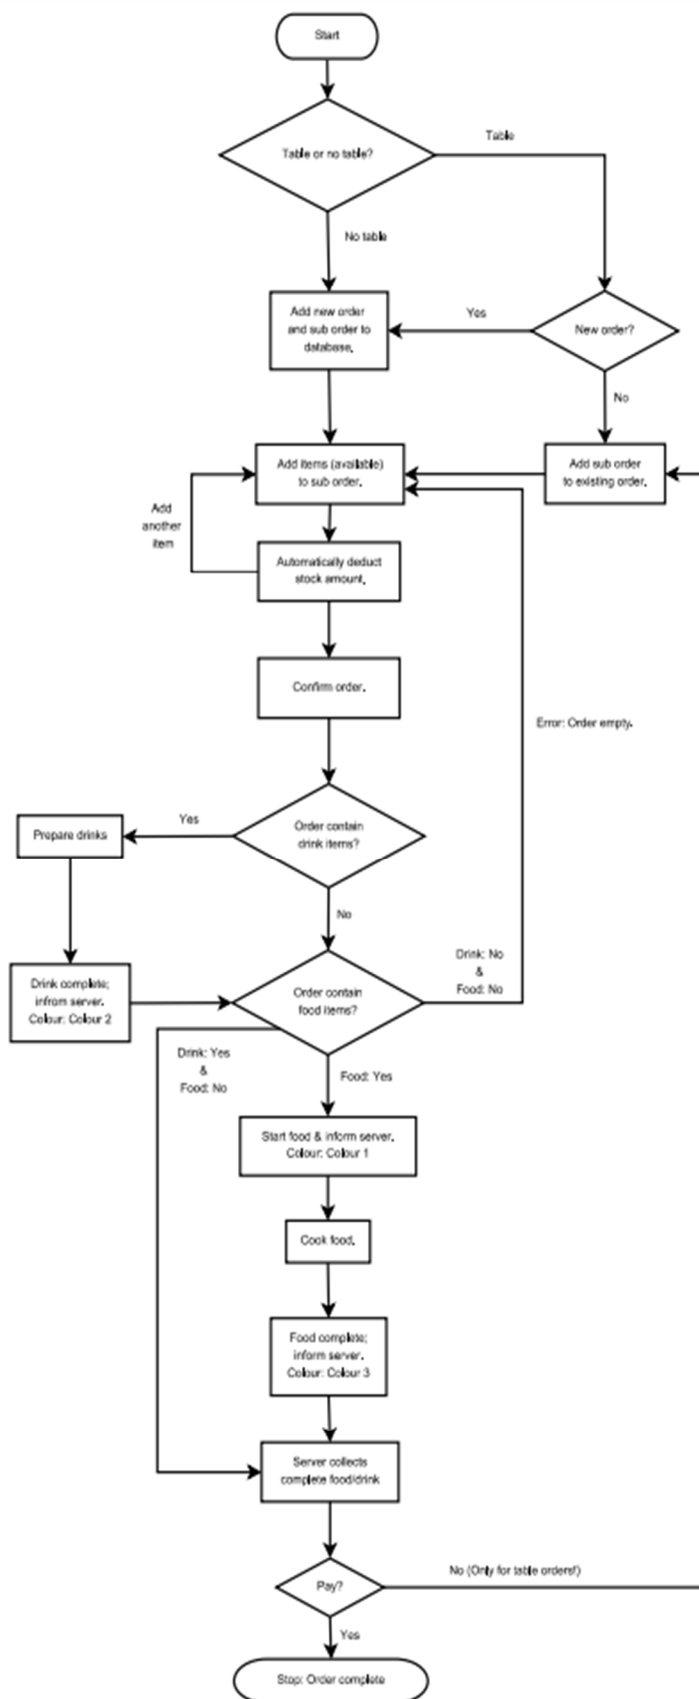 Start
Table or no table?
Table
No table
Add new order
and sub order to
database.
Yes
New order?
No
Add items (available)
to sub order.
Add sub order
to existing order.
Add
another
item
Automatically deduct
stock amount.
Confirm order.
Error: Order empty.
Prepare drinks
Yes
Order contain
drink items?
No
Drink: No
&
Food: No
Drink complete;
infrom server.
Colour: Colour 2
Order contain
food items?
Drink: Yes
&
Food: No
Food: Yes
Start food & inform server.
Colour: Colour 1
Cook food.
Food complete;
inform server.
Colour: Colour 3
Server collects
complete food/drink
Pay?
No (Only for table orders!)
Yes
Stop: Order complete